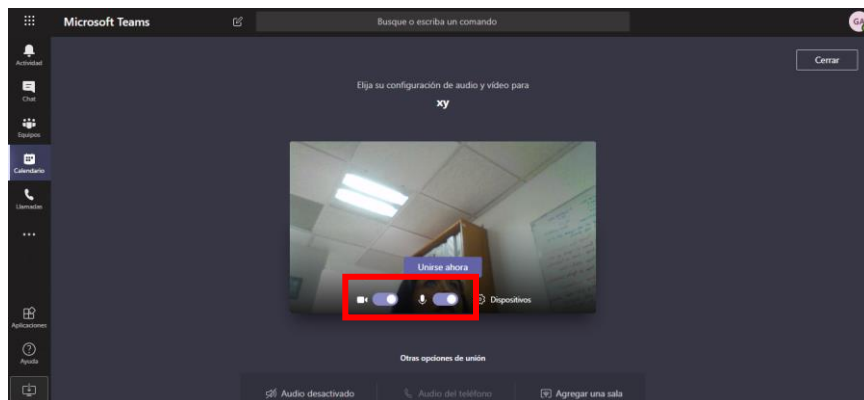 Microsoft Teams
Busque o escriba un comando
GA
Actividad
Chat
Equipos
Calendario
Llamadas
Aplicaciones
Ayuda
Cerrar
Elija su configuración de audio y vídeo para
xy
Unirse ahora
Dispositivos
Otras opciones de unión
Audio desactivado
Audio del teléfono
Agregar una sala